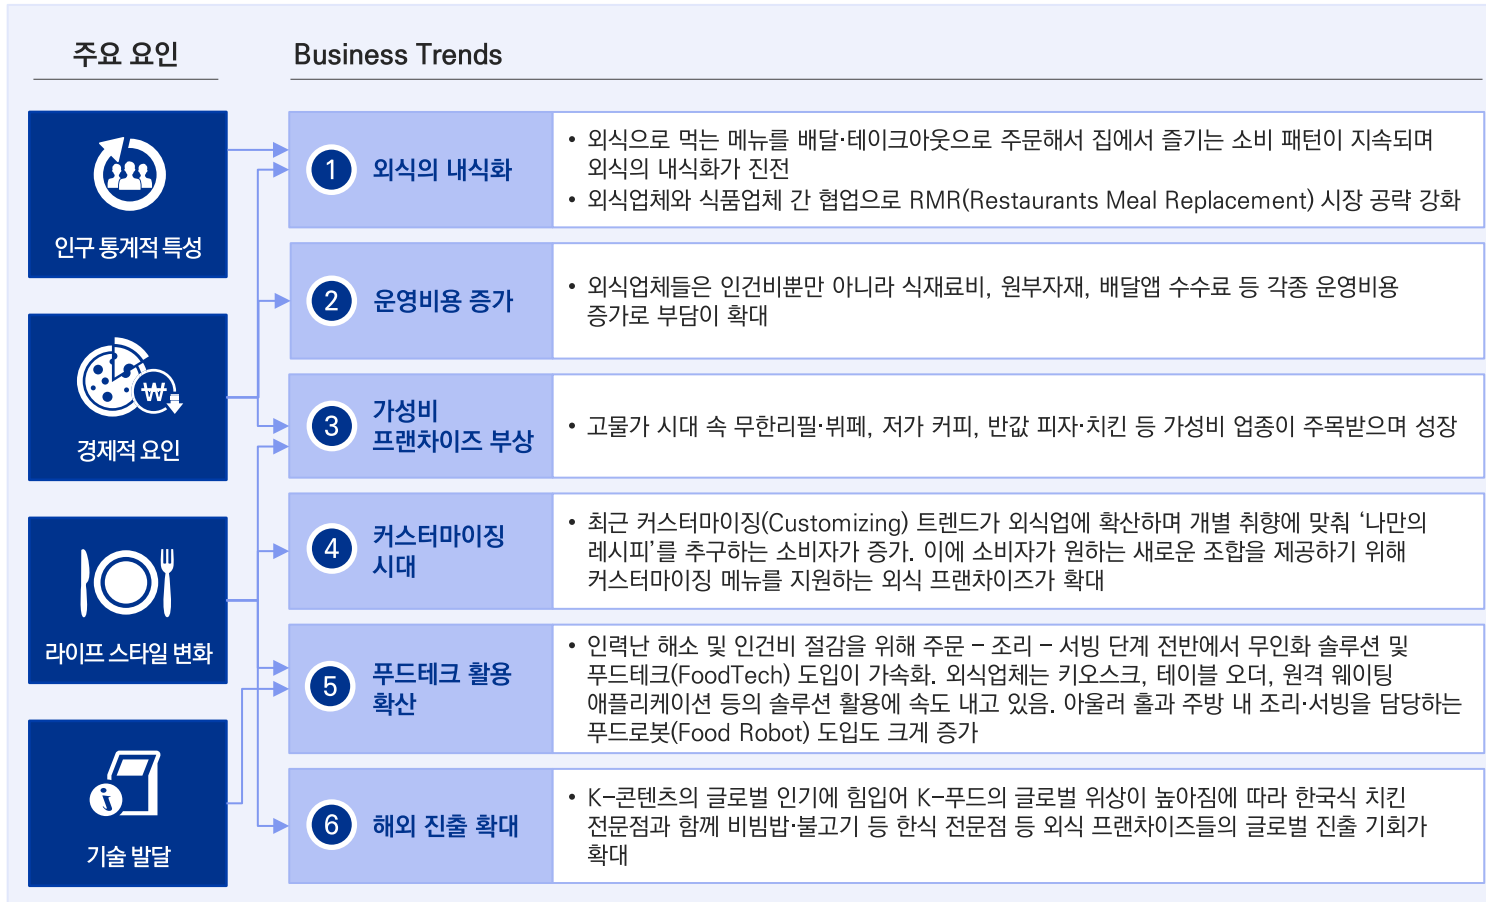 주요 요인
Business Trends
인구 통계적 특성
경제적 요인
라이프 스타일 변화
기술 발달
1 외식의 내식화
• 외식으로 먹는 메뉴를 배달·테이크아웃으로 주문해서 집에서 즐기는 소비 패턴이 지속되며
외식의 내식화가 진전
• 외식업체와 식품업체 간 협업으로 RMR(Restaurants Meal Replacement) 시장 공략 강화
2 운영비용 증가
• 외식업체들은 인건비뿐만 아니라 식재료비, 원부자재, 배달앱 수수료 등 각종 운영비용
증가로 부담이 확대
3 가성비
프랜차이즈 부상
• 고물가 시대 속 무한리필·뷔페, 저가 커피, 반값 피자·치킨 등 가성비 업종이 주목받으며 성장
4 커스터마이징
시대
• 최근 커스터마이징(Customizing) 트렌드가 외식업에 확산하며 개별 취향에 맞춰 ‘나만의
레시피’를 추구하는 소비자가 증가. 이에 소비자가 원하는 새로운 조합을 제공하기 위해
커스터마이징 메뉴를 지원하는 외식 프랜차이즈가 확대
5 푸드테크 활용
확산
• 인력난 해소 및 인건비 절감을 위해 주문 – 조리 – 서빙 단계 전반에서 무인화 솔루션 및
푸드테크(FoodTech) 도입이 가속화. 외식업체는 키오스크, 테이블 오더, 원격 웨이팅
애플리케이션 등의 솔루션 활용에 속도 내고 있음. 아울러 홀과 주방 내 조리·서빙을 담당하는
푸드로봇(Food Robot) 도입도 크게 증가
6 해외 진출 확대
• K-콘텐츠의 글로벌 인기에 힘입어 K-푸드의 글로벌 위상이 높아짐에 따라 한국식 치킨
전문점과 함께 비빔밥·불고기 등 한식 전문점 등 외식 프랜차이즈들의 글로벌 진출 기회가
확대